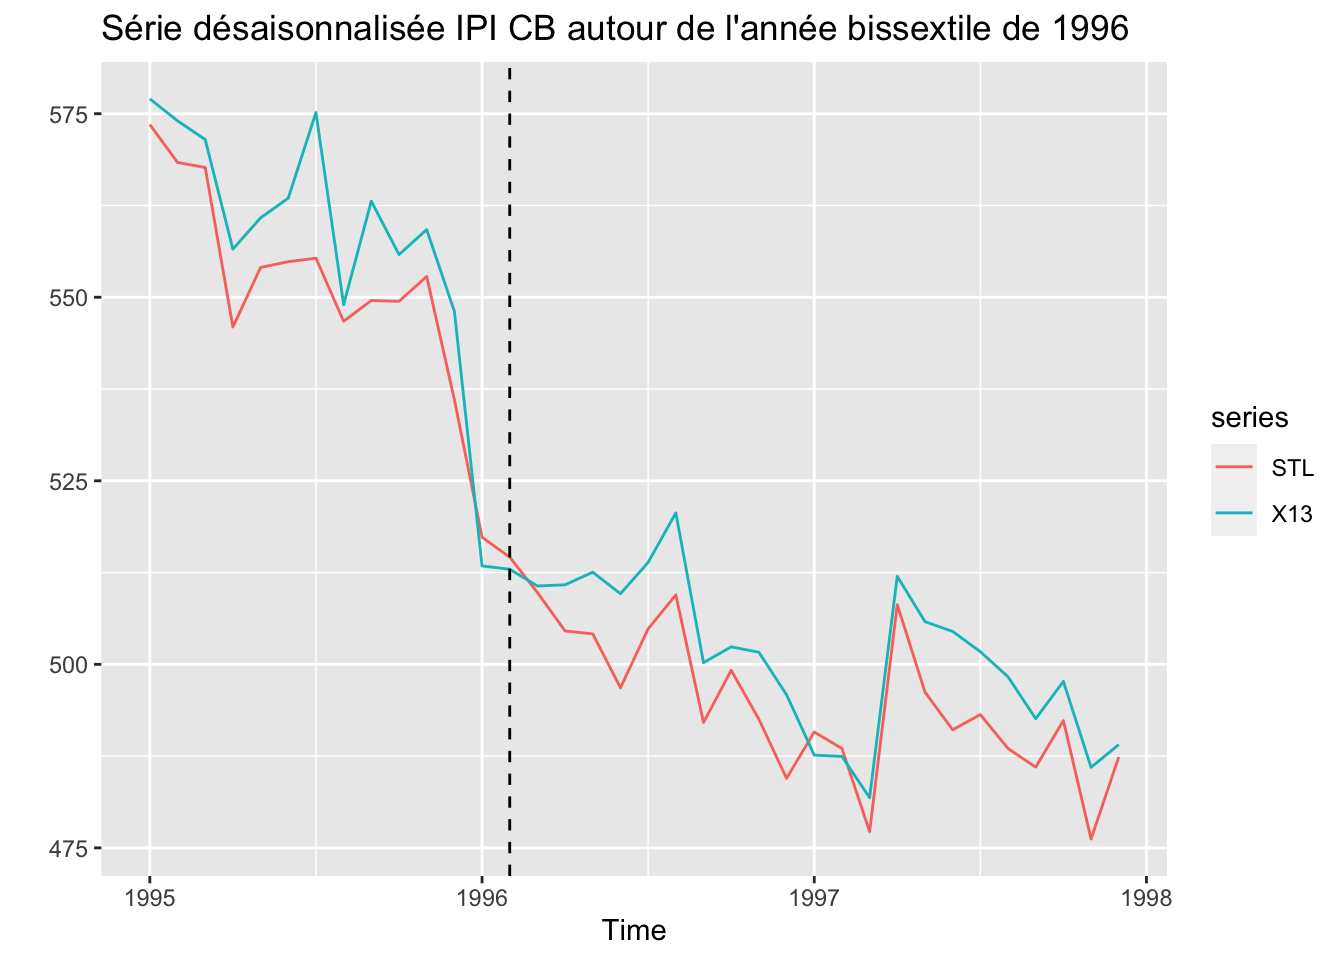 Série désaisonnalisée IPI CB autour de l'année bissextile de 1996
575
550
525
500
475
1995
1996
1997
1998
Time
series
STL
X13